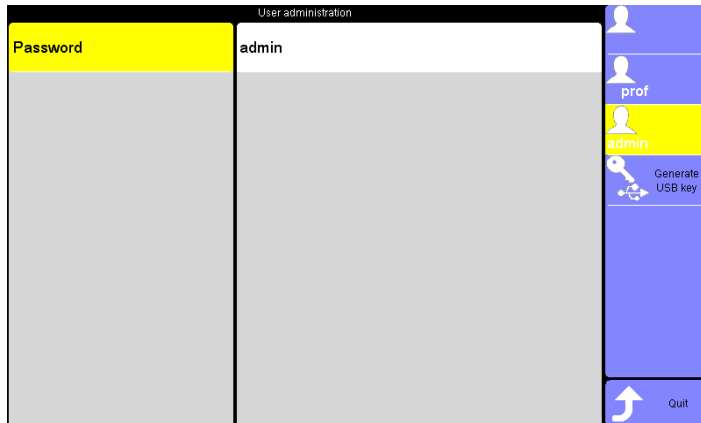 User administration
Password
admin
prof
admin
Generate
USB key
Quit